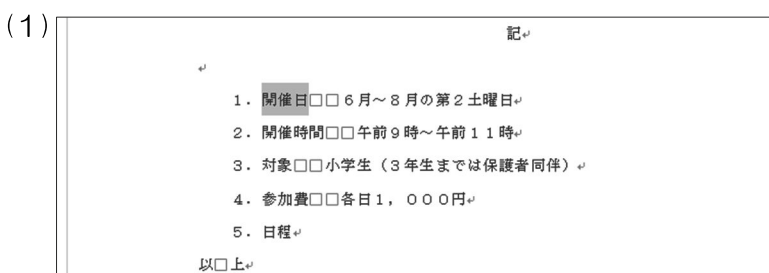 (1)
記↵
↵
１．開催日□□６月～８月の第２土曜日↵
２．開催時間□□午前９時～午前１１時↵
３．対象□□小学生（３年生までは保護者同伴）↵
４．参加費□□各日１，０００円↵
５．日程↵
以□上↵